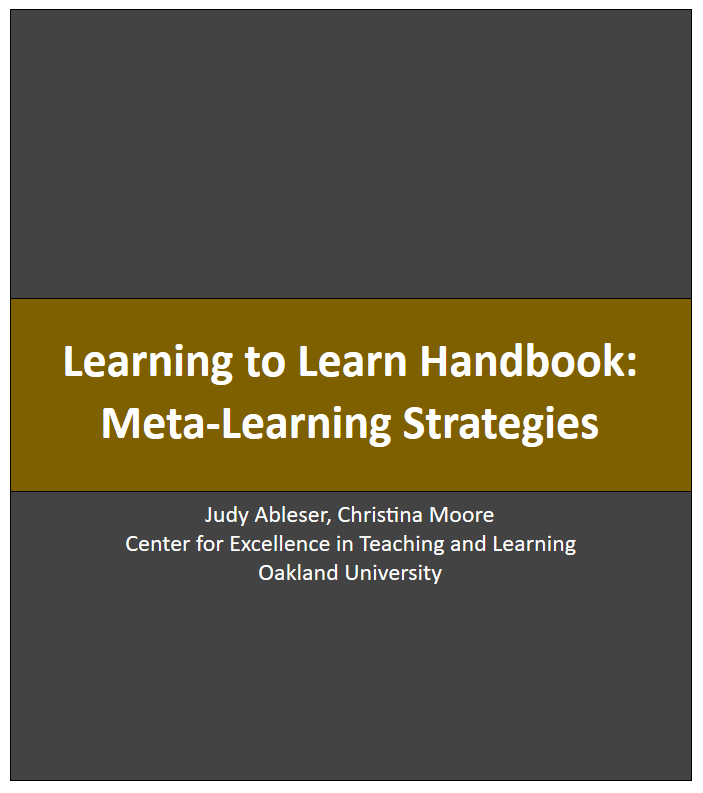 Learning to Learn Handbook:
Meta-Learning Strategies
Judy Ableser, Christina Moore
Center for Excellence in Teaching and Learning
Oakland University